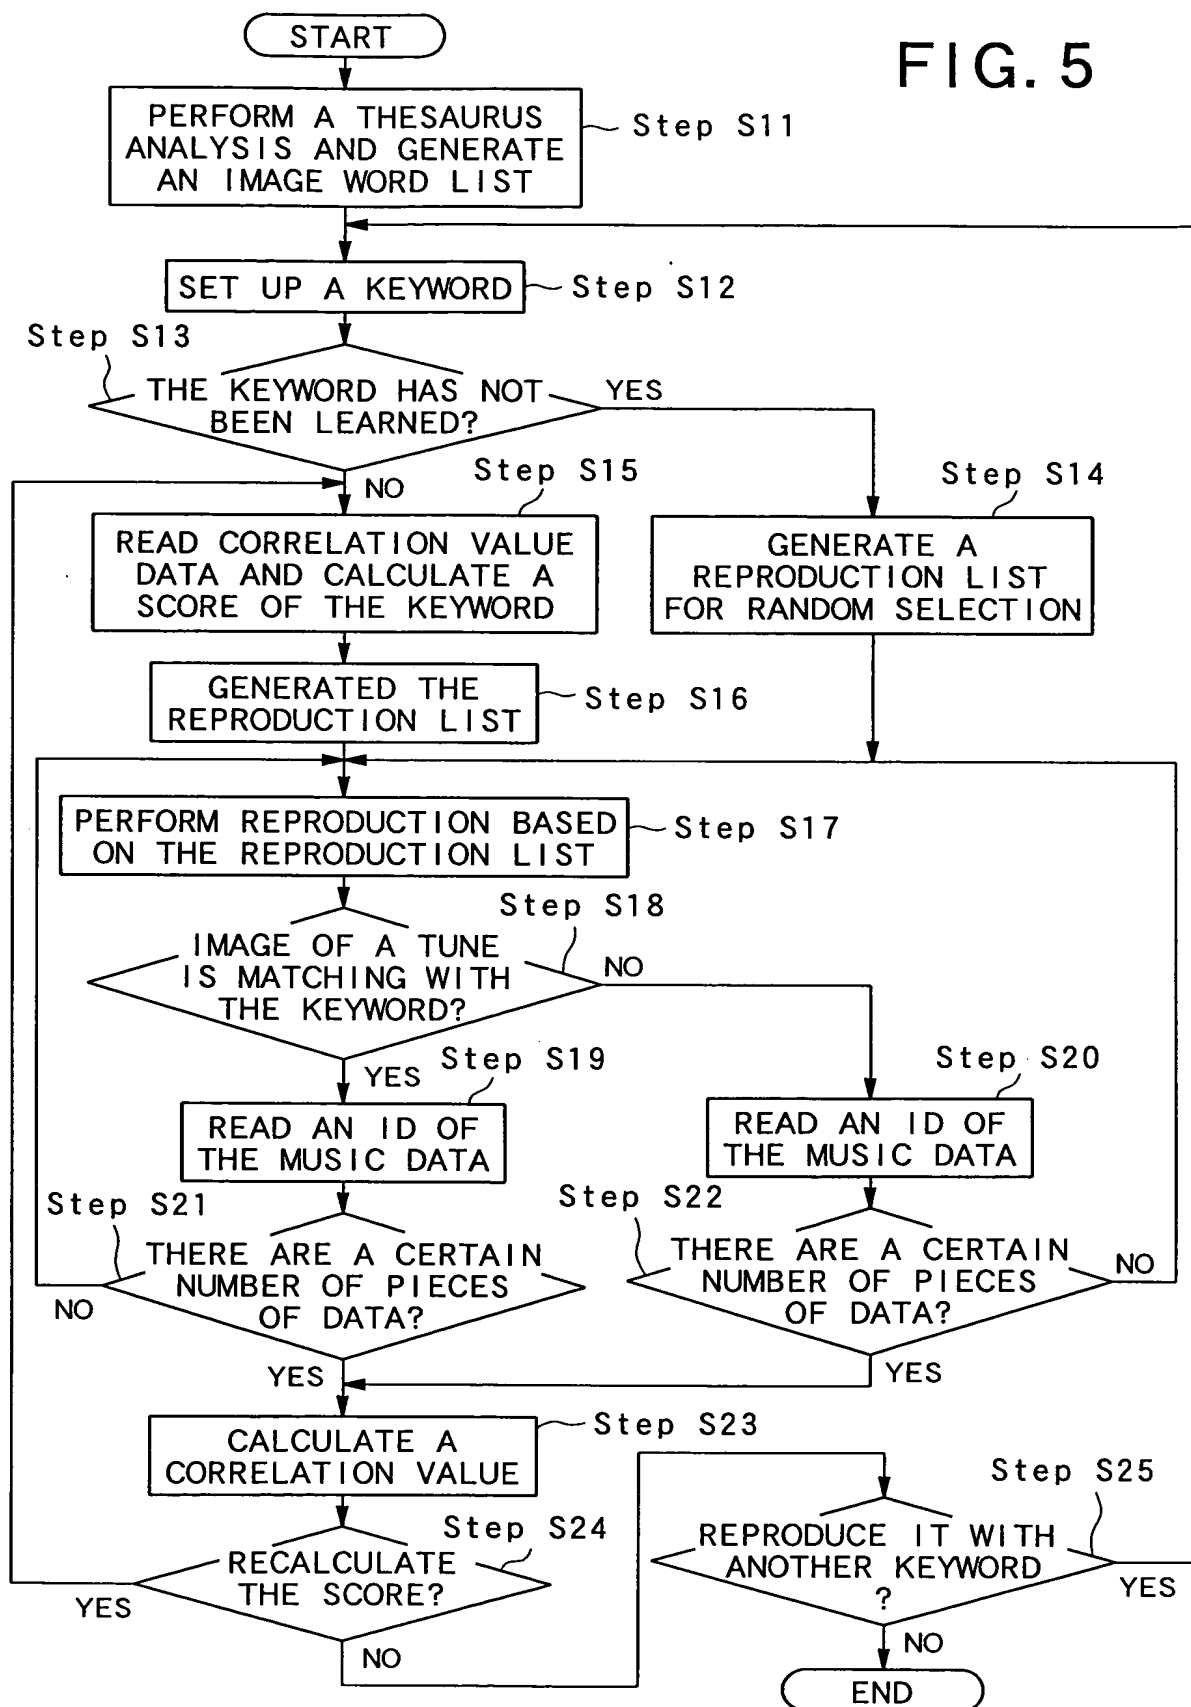 START
FIG. 5
PERFORM A THESAURUS
ANALYSIS AND GENERATE
AN IMAGE WORD LIST
Step S11
SET UP A KEYWORD
Step S12
Step S13
THE KEYWORD HAS NOT
BEEN LEARNED?
YES
NO
Step S15
Step S14
READ CORRELATION VALUE
DATA AND CALCULATE A
SCORE OF THE KEYWORD
GENERATE A
REPRODUCTION LIST
FOR RANDOM SELECTION
GENERATED THE
REPRODUCTION LIST
Step S16
PERFORM REPRODUCTION BASED
ON THE REPRODUCTION LIST
Step S17
Step S18
IMAGE OF A TUNE
IS MATCHING WITH
THE KEYWORD?
NO
YES
Step S19
Step S20
READ AN ID OF
THE MUSIC DATA
READ AN ID OF
THE MUSIC DATA
Step S21
Step S22
THERE ARE A CERTAIN
NUMBER OF PIECES
OF DATA?
NO
THERE ARE A CERTAIN
NUMBER OF PIECES
OF DATA?
NO
YES
YES
CALCULATE A
CORRELATION VALUE
Step S23
Step S24
RECALCULATE
THE SCORE?
YES
NO
Step S25
REPRODUCE IT WITH
ANOTHER KEYWORD
?
YES
NO
END